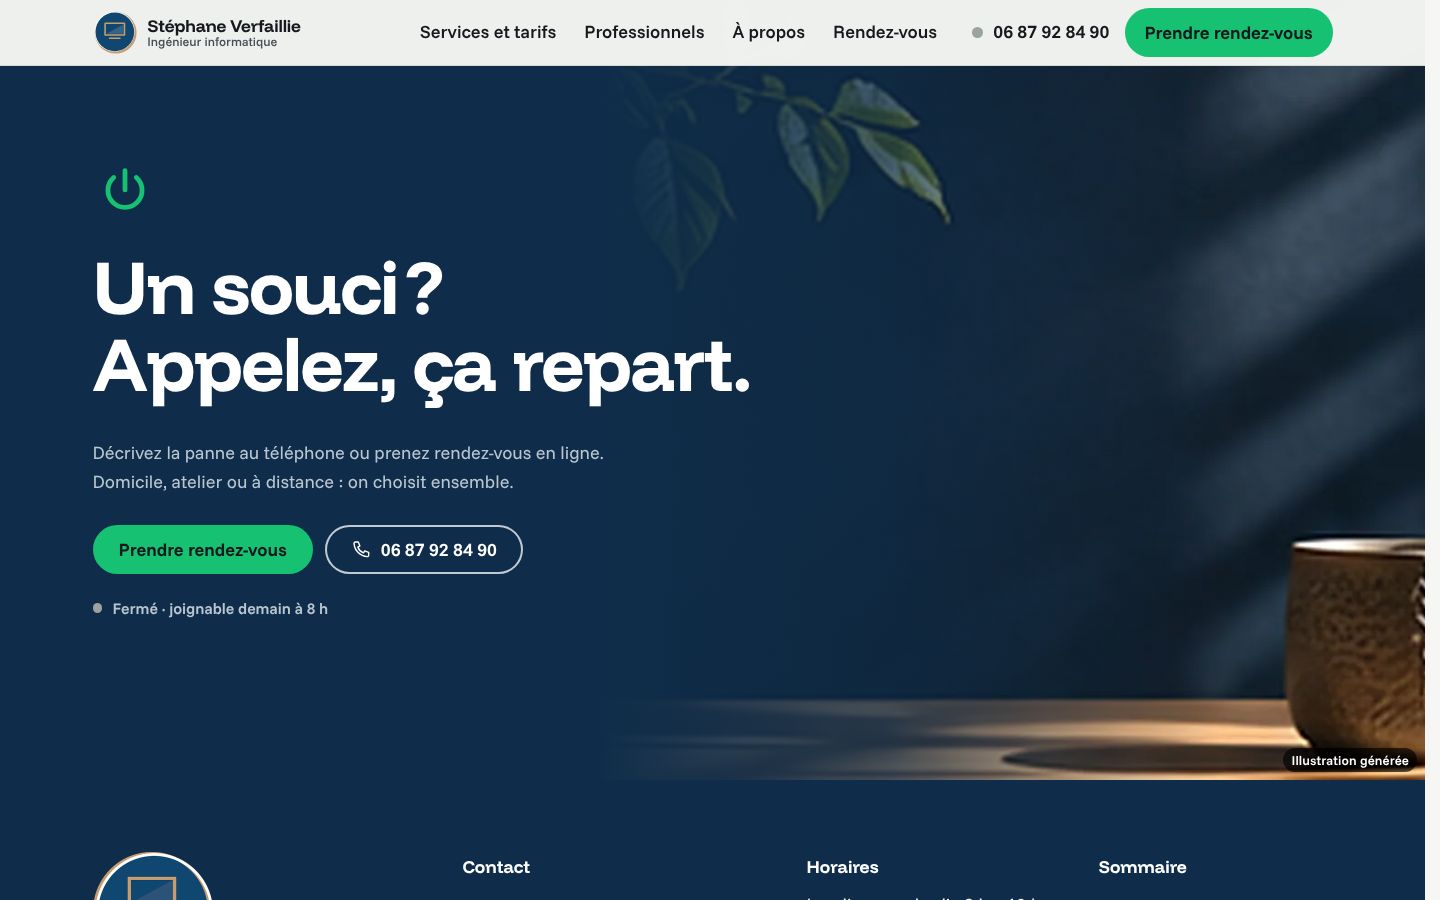 Stéphane Verfaillie
Ingénieur informatique
Services et tarifs
Professionnels
À propos
Rendez-vous
06 87 92 84 90
Prendre rendez-vous
Un souci ?
Appelez, ça repart.
Décrivez la panne au téléphone ou prenez rendez-vous en ligne.
Domicile, atelier ou à distance : on choisit ensemble.
Prendre rendez-vous
06 87 92 84 90
Fermé · joignable demain à 8 h
Illustration générée
Contact
Horaires
Sommaire